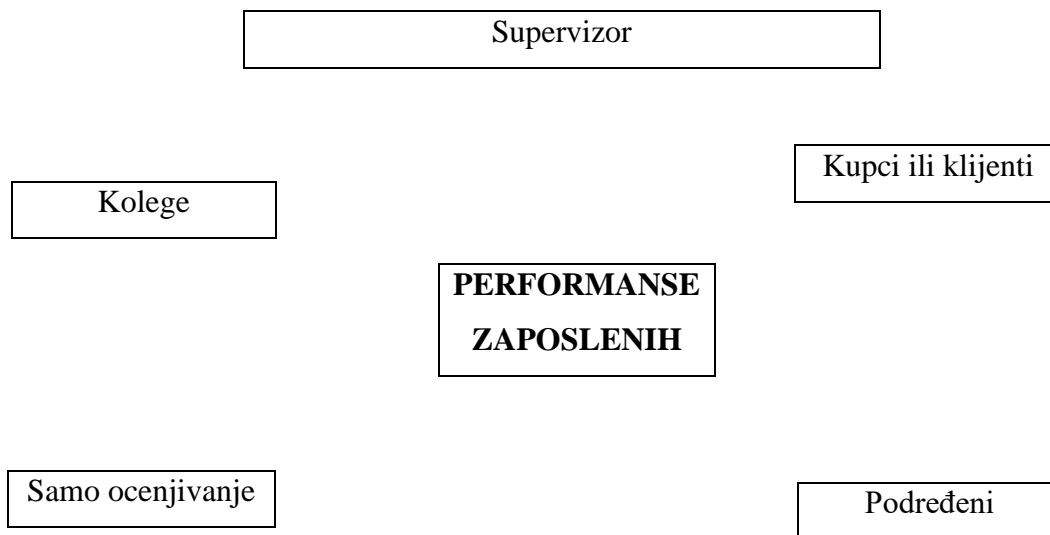 Supervizor
Kupci ili klijenti
Kolege
PERFORMANSE
ZAPOSLENIH
Samo ocenjivanje
Podređeni